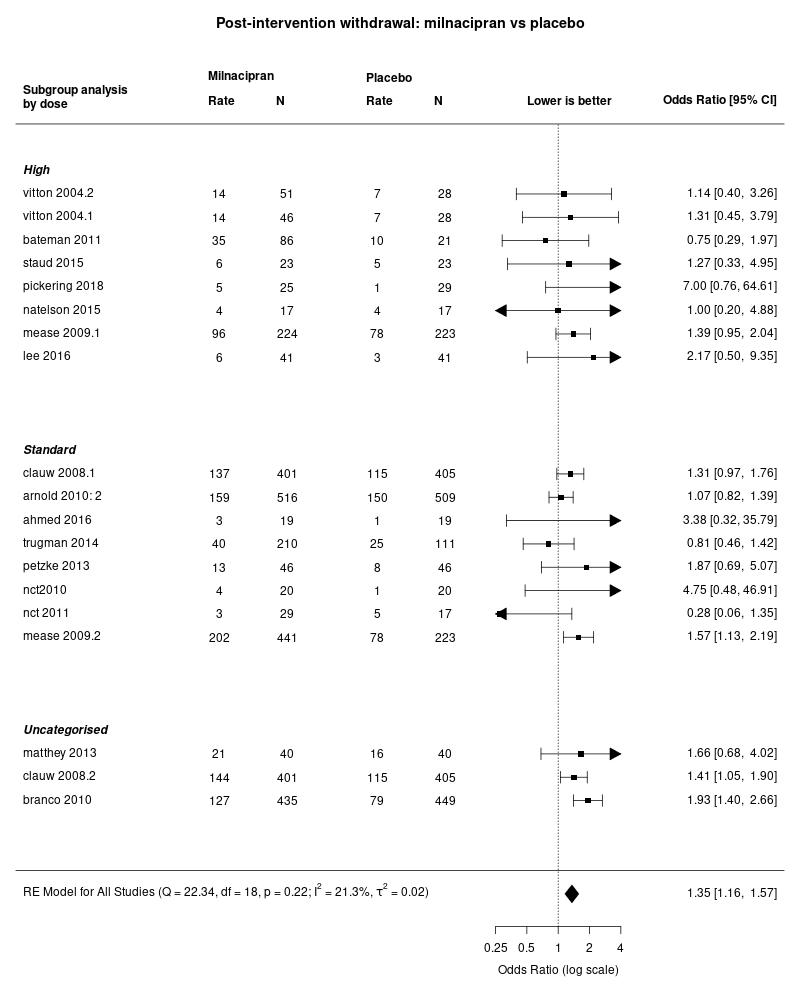 Post-intervention withdrawal: milnacipran vs placebo
Milnacipran Placebo
Subgroup analysis
by dose
Rate N Rate N Lower is better Odds Ratio [95% CI]
High
vitton 2004.2 14 51 7 28 1.14 [0.40, 3.26]
vitton 2004.1 14 46 7 28 1.31 [0.45, 3.79]
bateman 2011 35 86 10 21 0.75 [0.29, 1.97]
staud 2015 6 23 5 23 1.27 [0.33, 4.95]
pickering 2018 5 25 1 29 7.00 [0.76, 64.61]
natelson 2015 4 17 4 17 1.00 [0.20, 4.88]
mease 2009.1 96 224 78 223 1.39 [0.95, 2.04]
lee 2016 6 41 3 41 2.17 [0.50, 9.35]
Standard
clauw 2008.1 137 401 115 405 1.31 [0.97, 1.76]
arnold 2010: 2 159 516 150 509 1.07 [0.82, 1.39]
ahmed 2016 3 19 1 19 3.38 [0.32, 35.79]
trugman 2014 40 210 25 111 0.81 [0.46, 1.42]
petzke 2013 13 46 8 46 1.87 [0.69, 5.07]
nct2010 4 20 1 20 4.75 [0.48, 46.91]
nct 2011 3 29 5 17 0.28 [0.06, 1.35]
mease 2009.2 202 441 78 223 1.57 [1.13, 2.19]
Uncategorised
matthey 2013 21 40 16 40 1.66 [0.68, 4.02]
clauw 2008.2 144 401 115 405 1.41 [1.05, 1.90]
branco 2010 127 435 79 449 1.93 [1.40, 2.66]
RE Model for All Studies (Q = 22.34, df = 18, p = 0.22; I² = 21.3%, τ² = 0.02) 1.35 [1.16, 1.57]
0.25 0.5 1 2 4
Odds Ratio (log scale)